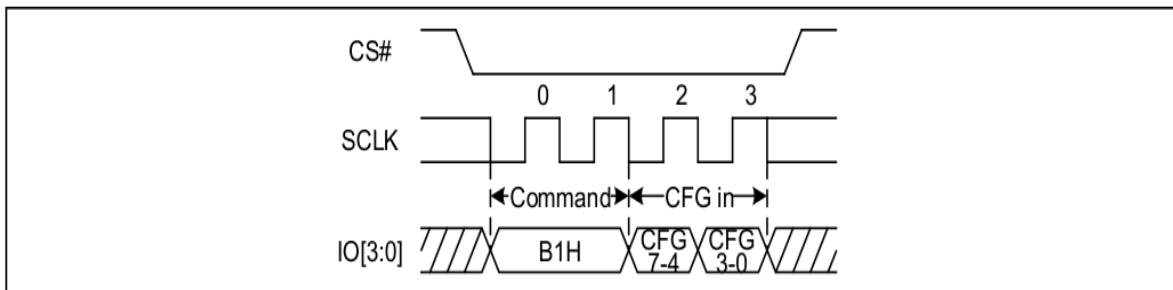 CS#
0 1 2 3
SCLK
Command CFG in
IO[3:0] B1H CFG 7-4 CFG 3-0